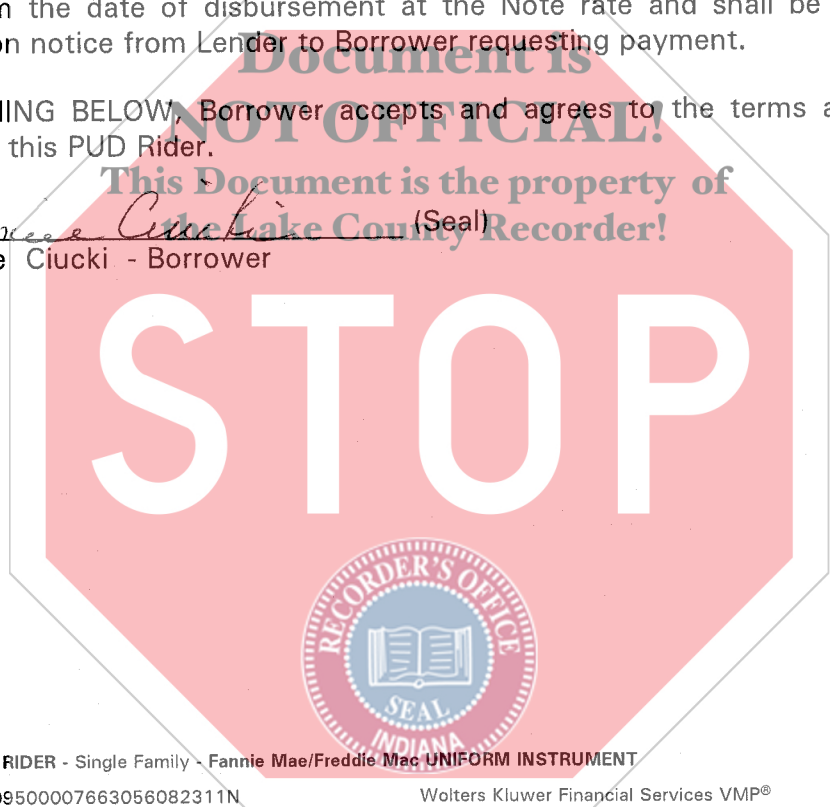 the date of disbursement at the Note rate and shall be
on notice from Lender to Borrower requesting payment.
Document is
BELOW, Borrower accepts and agrees to the terms
NOT OFFICIAL!
this PUD Rider.
This Document is the property of
the Lake County Recorder!
Ciucki (Seal)
Ciucki - Borrower
STOP
RECORDER'S OFFICE
SEAL
INDIANA
RIDER - Single Family - Fannie Mae/Freddie Mac UNIFORM INSTRUMENT
9500007663056082311N Wolters Kluwer Financial Services VMP®